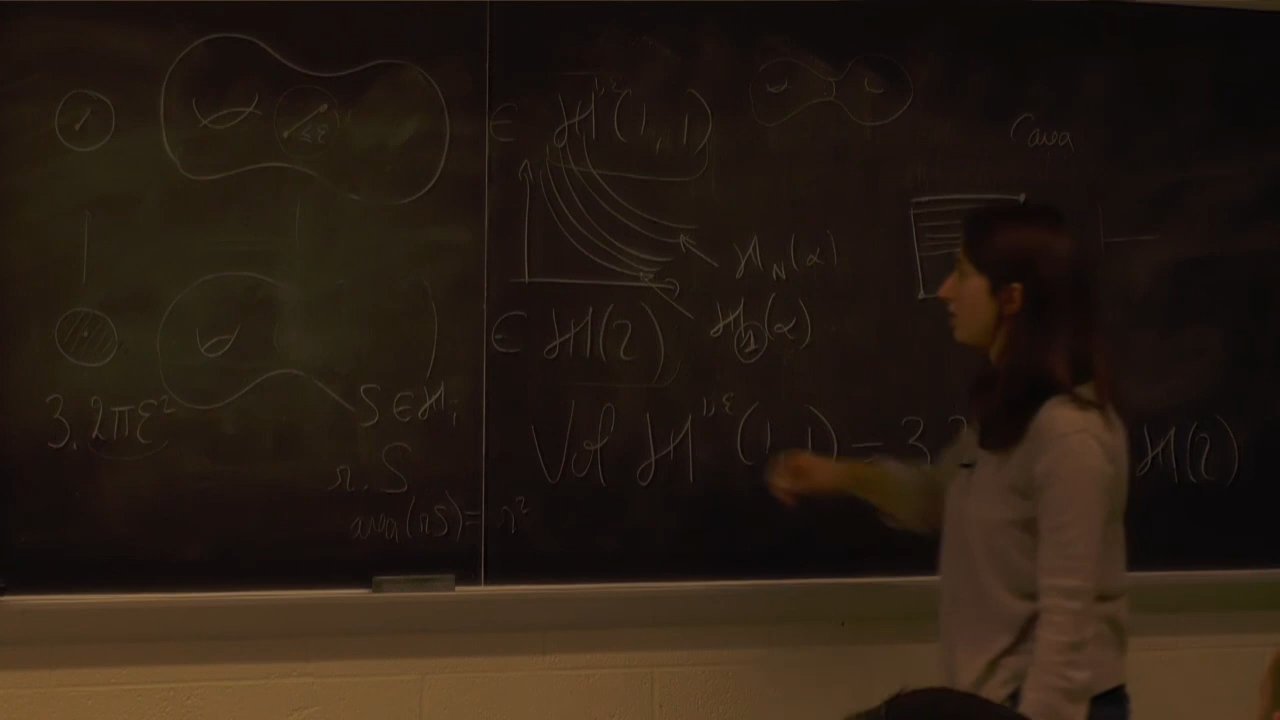 ≤ε
∈ ℋ^{1,ε}(1,1)
C area
ℋ_N(α)
ℋ_1(α)
∈ ℋ(2)
3.2πε²
S ∈ ℋ_1
r.S
area(rS) = r²
Vol ℋ^{1,ε}(1,1) = 3.2
ℋ(2)